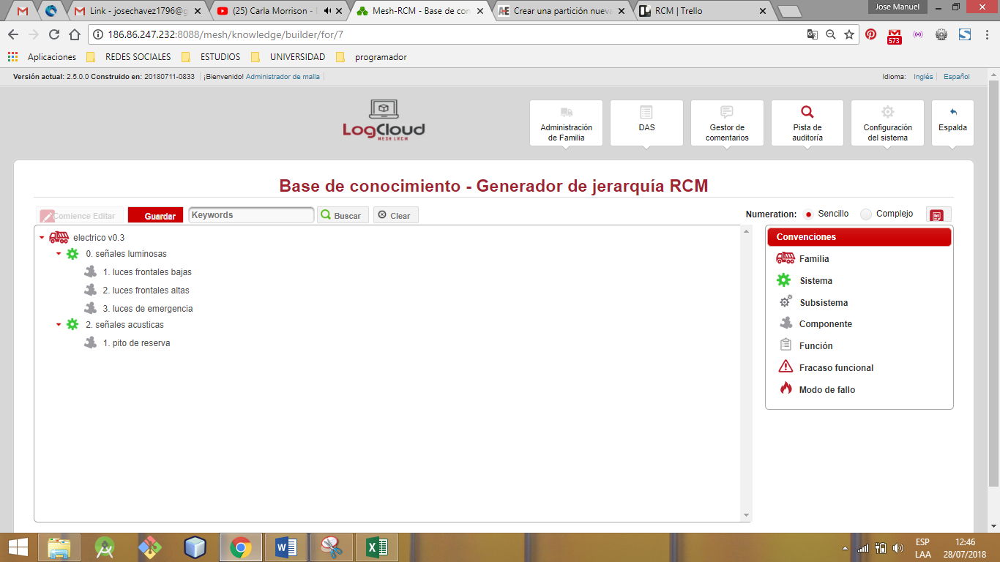 Jose Manuel
Link - josechavez1796@g
(25) Carla Morrison -
Mesh-RCM - Base de con
Crear una partición nueva
RCM | Trello
186.86.247.232:8088/mesh/knowledge/builder/for/7
573
Aplicaciones REDES SOCIALES ESTUDIOS UNIVERSIDAD programador
Versión actual: 2.5.0.0 Construido en: 20180711-0833 ¡Bienvenido! Administrador de malla
Idioma: Inglés Español
LogCloud
MESH LRCM
Administración
de Familia
DAS
Gestor de
comentarios
Pista de
auditoría
Configuración
del sistema
Espalda
Base de conocimiento - Generador de jerarquía RCM
Comience Editar Guardar Keywords Buscar Clear
Numeration: Sencillo Complejo
electrico v0.3
0. señales luminosas
1. luces frontales bajas
2. luces frontales altas
3. luces de emergencia
2. señales acusticas
1. pito de reserva
Convenciones
Familia
Sistema
Subsistema
Componente
Función
Fracaso funcional
Modo de fallo
ESP
LAA
12:46
28/07/2018